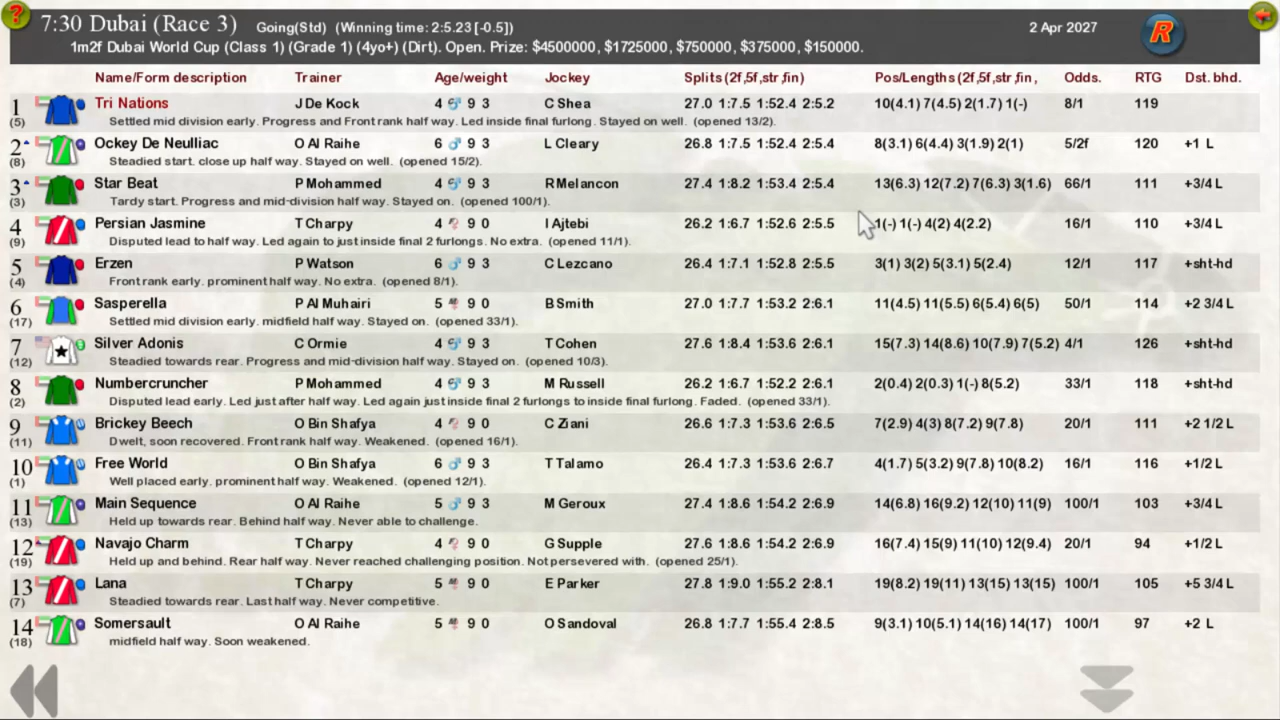 7:30 Dubai (Race 3) Going(Std) (Winning time: 2:5.23 [-0.5]) 2 Apr 2027 R
1m2f Dubai World Cup (Class 1) (Grade 1) (4yo+) (Dirt). Open. Prize: $4500000, $1725000, $750000, $375000, $150000.
Name/Form description Trainer Age/weight Jockey Splits (2f,5f,str,fin) Pos/Lengths (2f,5f,str,fin, Odds. RTG Dst. bhd.
1 Tri Nations J De Kock 4 9 3 C Shea 27.0 1:7.5 1:52.4 2:5.2 10(4.1) 7(4.5) 2(1.7) 1(-) 8/1 119
(5) Settled mid division early. Progress and Front rank half way. Led inside final furlong. Stayed on well. (opened 13/2).
2 Ockey De Neulliac O Al Raihe 6 9 3 L Cleary 26.8 1:7.5 1:52.4 2:5.4 8(3.1) 6(4.4) 3(1.9) 2(1) 5/2f 120 +1 L
(8) Steadied start. close up half way. Stayed on well. (opened 15/2).
3 Star Beat P Mohammed 4 9 3 R Melancon 27.4 1:8.2 1:53.4 2:5.4 13(6.3) 12(7.2) 7(6.3) 3(1.6) 66/1 111 +3/4 L
(3) Tardy start. Progress and mid-division half way. Stayed on. (opened 100/1).
4 Persian Jasmine T Charpy 4 9 0 I Ajtebi 26.2 1:6.7 1:52.6 2:5.5 1(-) 1(-) 4(2) 4(2.2) 16/1 110 +3/4 L
(9) Disputed lead to half way. Led again to just inside final 2 furlongs. No extra. (opened 11/1).
5 Erzen P Watson 6 9 3 C Lezcano 26.4 1:7.1 1:52.8 2:5.5 3(1) 3(2) 5(3.1) 5(2.4) 12/1 117 +sht-hd
(4) Front rank early. prominent half way. No extra. (opened 8/1).
6 Sasperella P Al Muhairi 5 9 0 B Smith 27.0 1:7.7 1:53.2 2:6.1 11(4.5) 11(5.5) 6(5.4) 6(5) 50/1 114 +2 3/4 L
(17) Settled mid division early. midfield half way. Stayed on. (opened 33/1).
7 Silver Adonis C Ormie 4 9 3 T Cohen 27.6 1:8.4 1:53.6 2:6.1 15(7.3) 14(8.6) 10(7.9) 7(5.2) 4/1 126 +sht-hd
(12) Steadied towards rear. Progress and mid-division half way. Stayed on. (opened 10/3).
8 Numbercruncher P Mohammed 4 9 3 M Russell 26.2 1:6.7 1:52.2 2:6.1 2(0.4) 2(0.3) 1(-) 8(5.2) 33/1 118 +sht-hd
(2) Disputed lead early. Led just after half way. Led again just inside final 2 furlongs to inside final furlong. Faded. (opened 33/1).
9 Brickey Beech O Bin Shafya 4 9 0 C Ziani 26.6 1:7.3 1:53.6 2:6.5 7(2.9) 4(3) 8(7.2) 9(7.8) 20/1 111 +2 1/2 L
(11) Dwelt, soon recovered. Front rank half way. Weakened. (opened 16/1).
10 Free World O Bin Shafya 6 9 3 T Talamo 26.4 1:7.3 1:53.6 2:6.7 4(1.7) 5(3.2) 9(7.8) 10(8.2) 16/1 116 +1/2 L
(1) Well placed early. prominent half way. Weakened. (opened 12/1).
11 Main Sequence O Al Raihe 5 9 3 M Geroux 27.4 1:8.6 1:54.2 2:6.9 14(6.8) 16(9.2) 12(10) 11(9) 100/1 103 +3/4 L
(13) Held up towards rear. Behind half way. Never able to challenge.
12 Navajo Charm T Charpy 4 9 0 G Supple 27.6 1:8.6 1:54.2 2:6.9 16(7.4) 15(9) 11(10) 12(9.4) 20/1 94 +1/2 L
(19) Held up and behind. Rear half way. Never reached challenging position. Not persevered with. (opened 25/1).
13 Lana T Charpy 5 9 0 E Parker 27.8 1:9.0 1:55.2 2:8.1 19(8.2) 19(11) 13(15) 13(15) 100/1 105 +5 3/4 L
(7) Steadied towards rear. Last half way. Never competitive.
14 Somersault O Al Raihe 5 9 0 O Sandoval 26.8 1:7.7 1:55.4 2:8.5 9(3.1) 10(5.1) 14(16) 14(17) 100/1 97 +2 L
(18) midfield half way. Soon weakened.